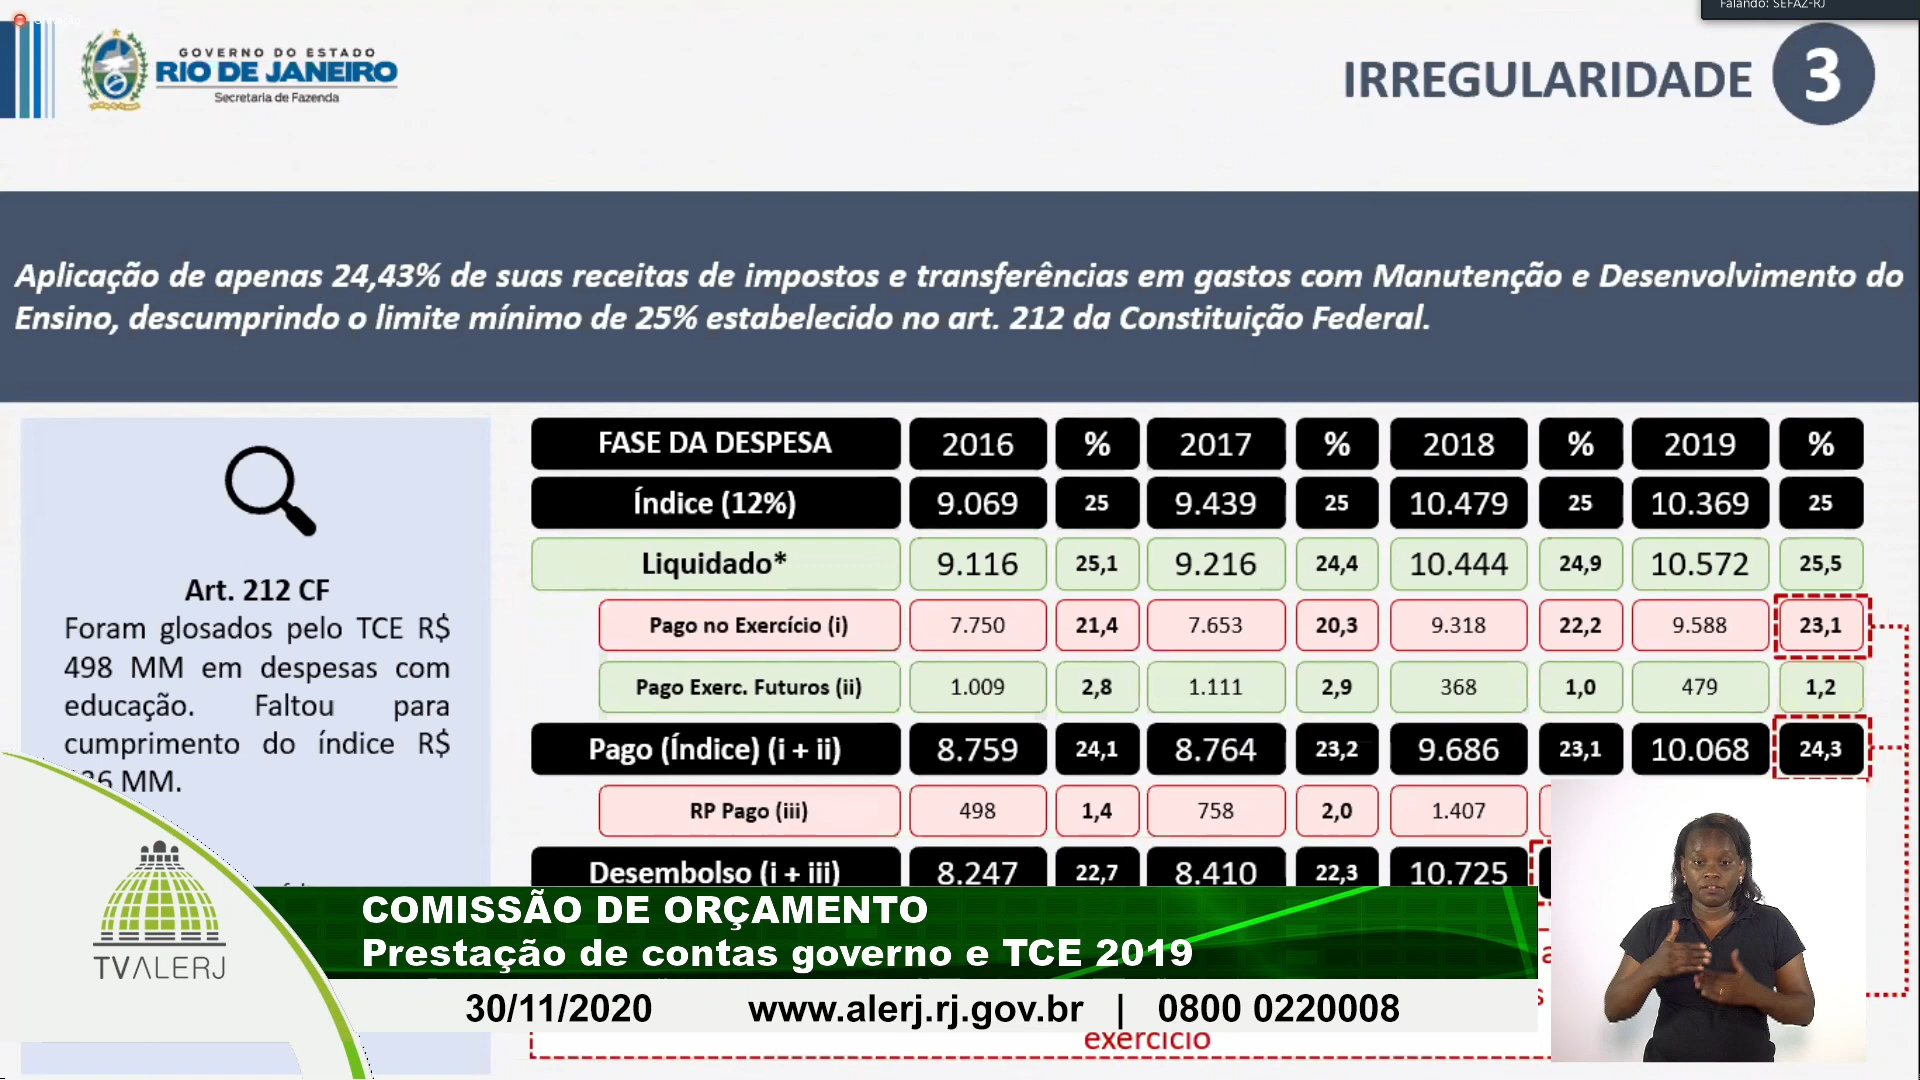 Falando: SEFAZ-RJ
GOVERNO DO ESTADO
RIO DE JANEIRO
Secretaria de Fazenda
IRREGULARIDADE 3
Aplicação de apenas 24,43% de suas receitas de impostos e transferências em gastos com Manutenção e Desenvolvimento do
Ensino, descumprindo o limite mínimo de 25% estabelecido no art. 212 da Constituição Federal.
Art. 212 CF
Foram glosados pelo TCE R$
498 MM em despesas com
educação. Faltou para
cumprimento do índice R$
MM.
FASE DA DESPESA 2016 % 2017 % 2018 % 2019 %
Índice (12%) 9.069 25 9.439 25 10.479 25 10.369 25
Liquidado* 9.116 25,1 9.216 24,4 10.444 24,9 10.572 25,5
Pago no Exercício (i) 7.750 21,4 7.653 20,3 9.318 22,2 9.588 23,1
Pago Exerc. Futuros (ii) 1.009 2,8 1.111 2,9 368 1,0 479 1,2
Pago (Índice) (i + ii) 8.759 24,1 8.764 23,2 9.686 23,1 10.068 24,3
RP Pago (iii) 498 1,4 758 2,0 1.407
Desembolso (i + iii) 8.247 22,7 8.410 22,3 10.725
exercício
TVALERJ
COMISSÃO DE ORÇAMENTO
Prestação de contas governo e TCE 2019
30/11/2020 www.alerj.rj.gov.br | 0800 0220008